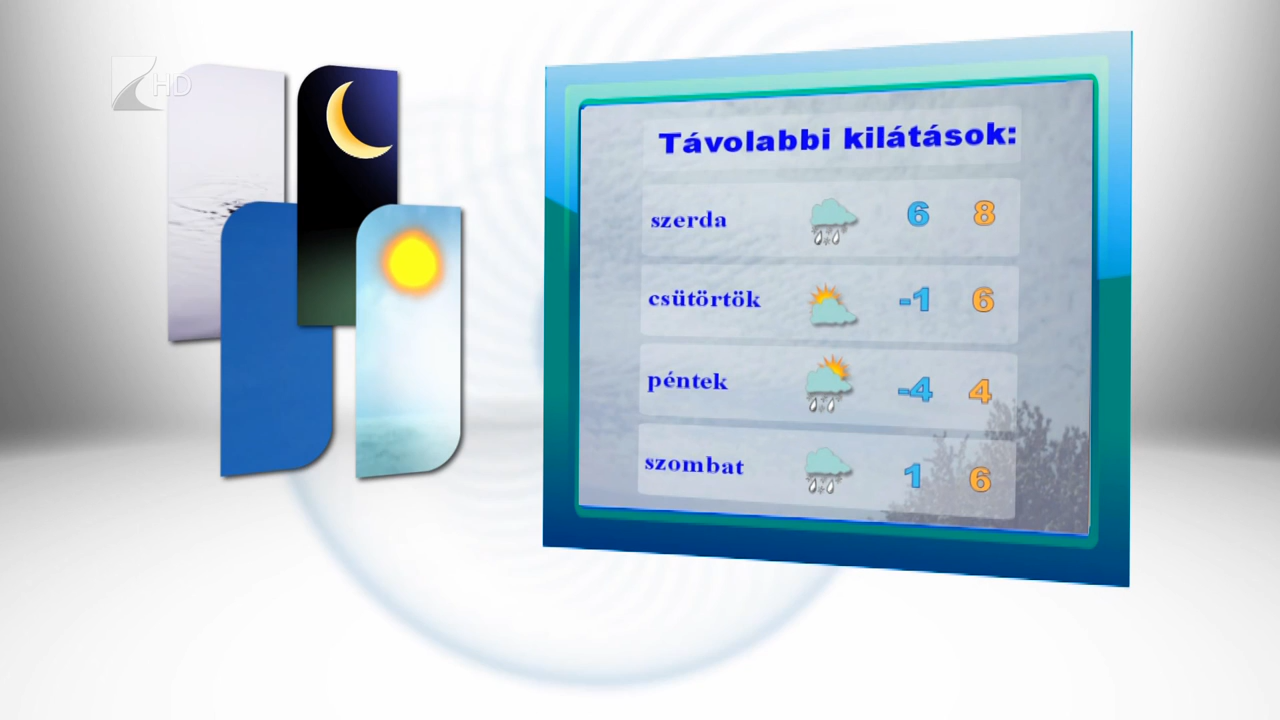 HD
Távolabbi kilátások:
szerda 6 8
csütörtök -1 6
péntek -4 4
szombat 1 6